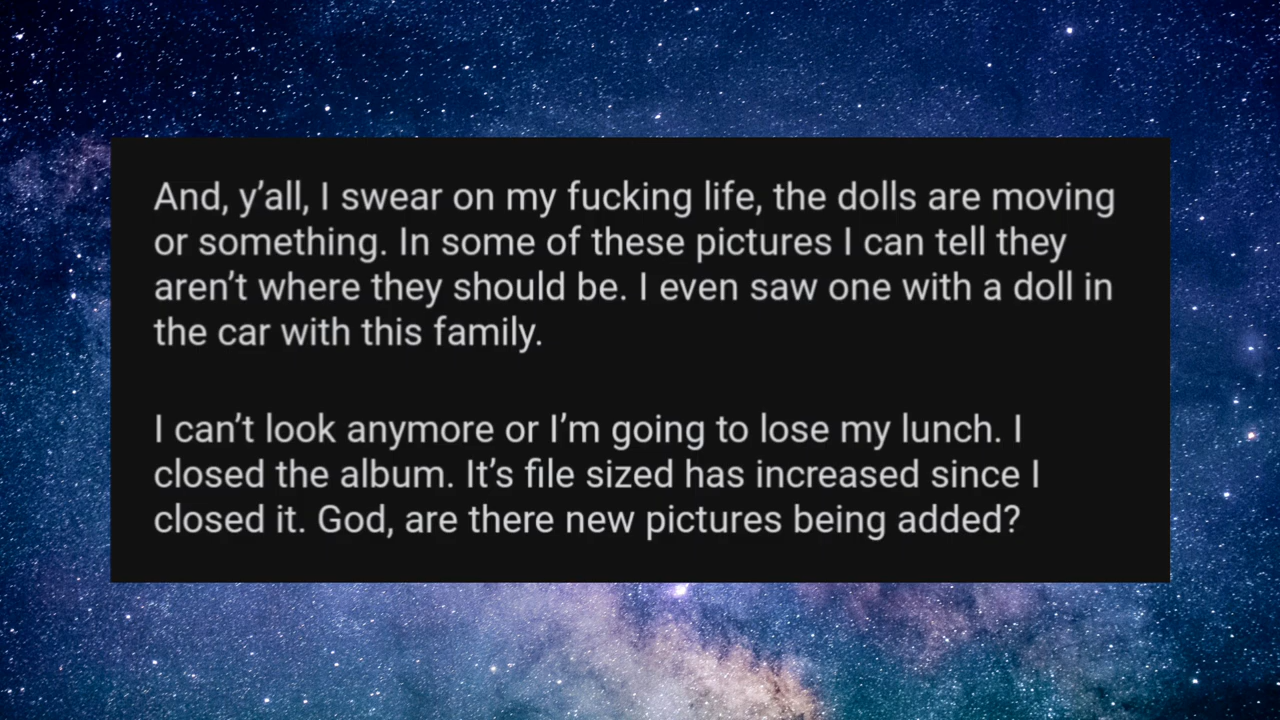 And, y’all, I swear on my fucking life, the dolls are moving
or something. In some of these pictures I can tell they
aren’t where they should be. I even saw one with a doll in
the car with this family.
I can’t look anymore or I’m going to lose my lunch. I
closed the album. It’s file sized has increased since I
closed it. God, are there new pictures being added?